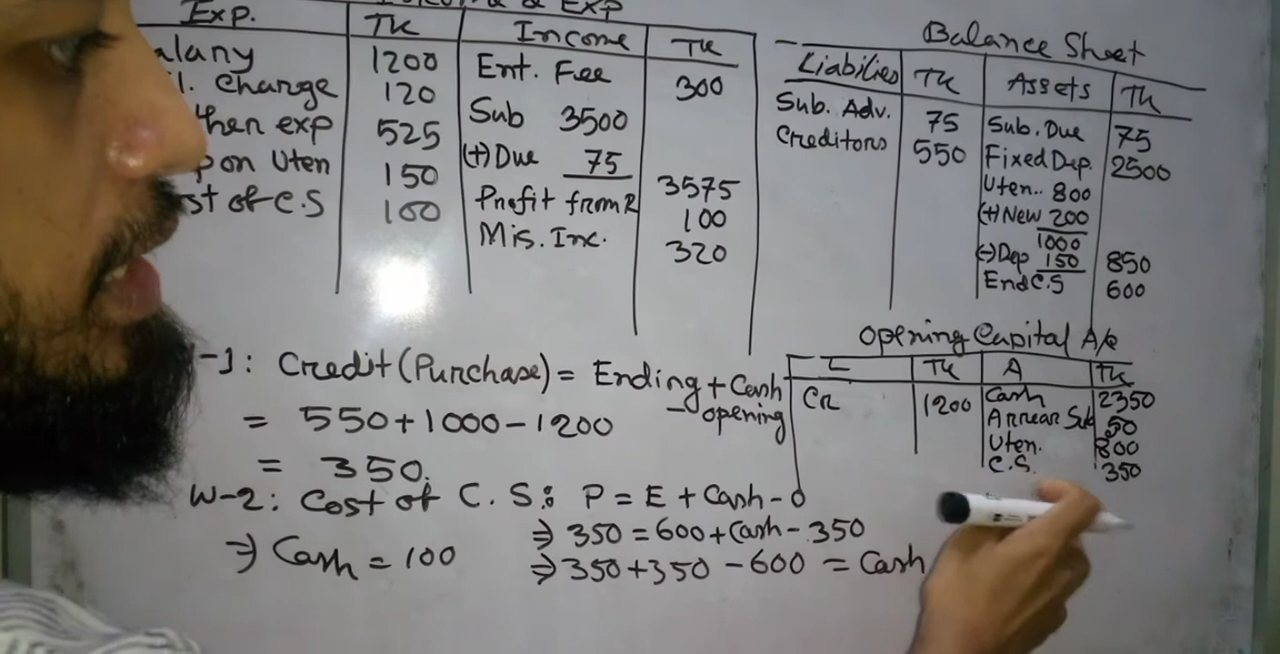 & EXP
Exp. TK Income TK
alary 1200 Ent. Fee 300
l. Charge 120 Sub 3500
ther exp 525 (+) Due 75 3575
p on Uten 150 Profit from R 100
st of C.S 100 Mis. Inc. 320
Balance Sheet
Liabilies TK Assets TK
Sub. Adv. 75 Sub. Due 75
Creditors 550 Fixed Dep. 2500
Uten.. 800
(+) New 200
1000
(-) Dep 150 850
End C.S 600
Opening Capital A/c
L TK A TK
CR 1200 Cash 2350
Arrear Sub 50
Uten. 800
C.S. 350
-1: Credit (Purchase) = Ending + Cash
- opening
= 550+1000-1200
= 350.
W-2: Cost of C. S: P = E + Cash - O
⇒ 350 = 600 + Cash - 350
⇒ 350+350 - 600 = Cash
⇒ Cash = 100